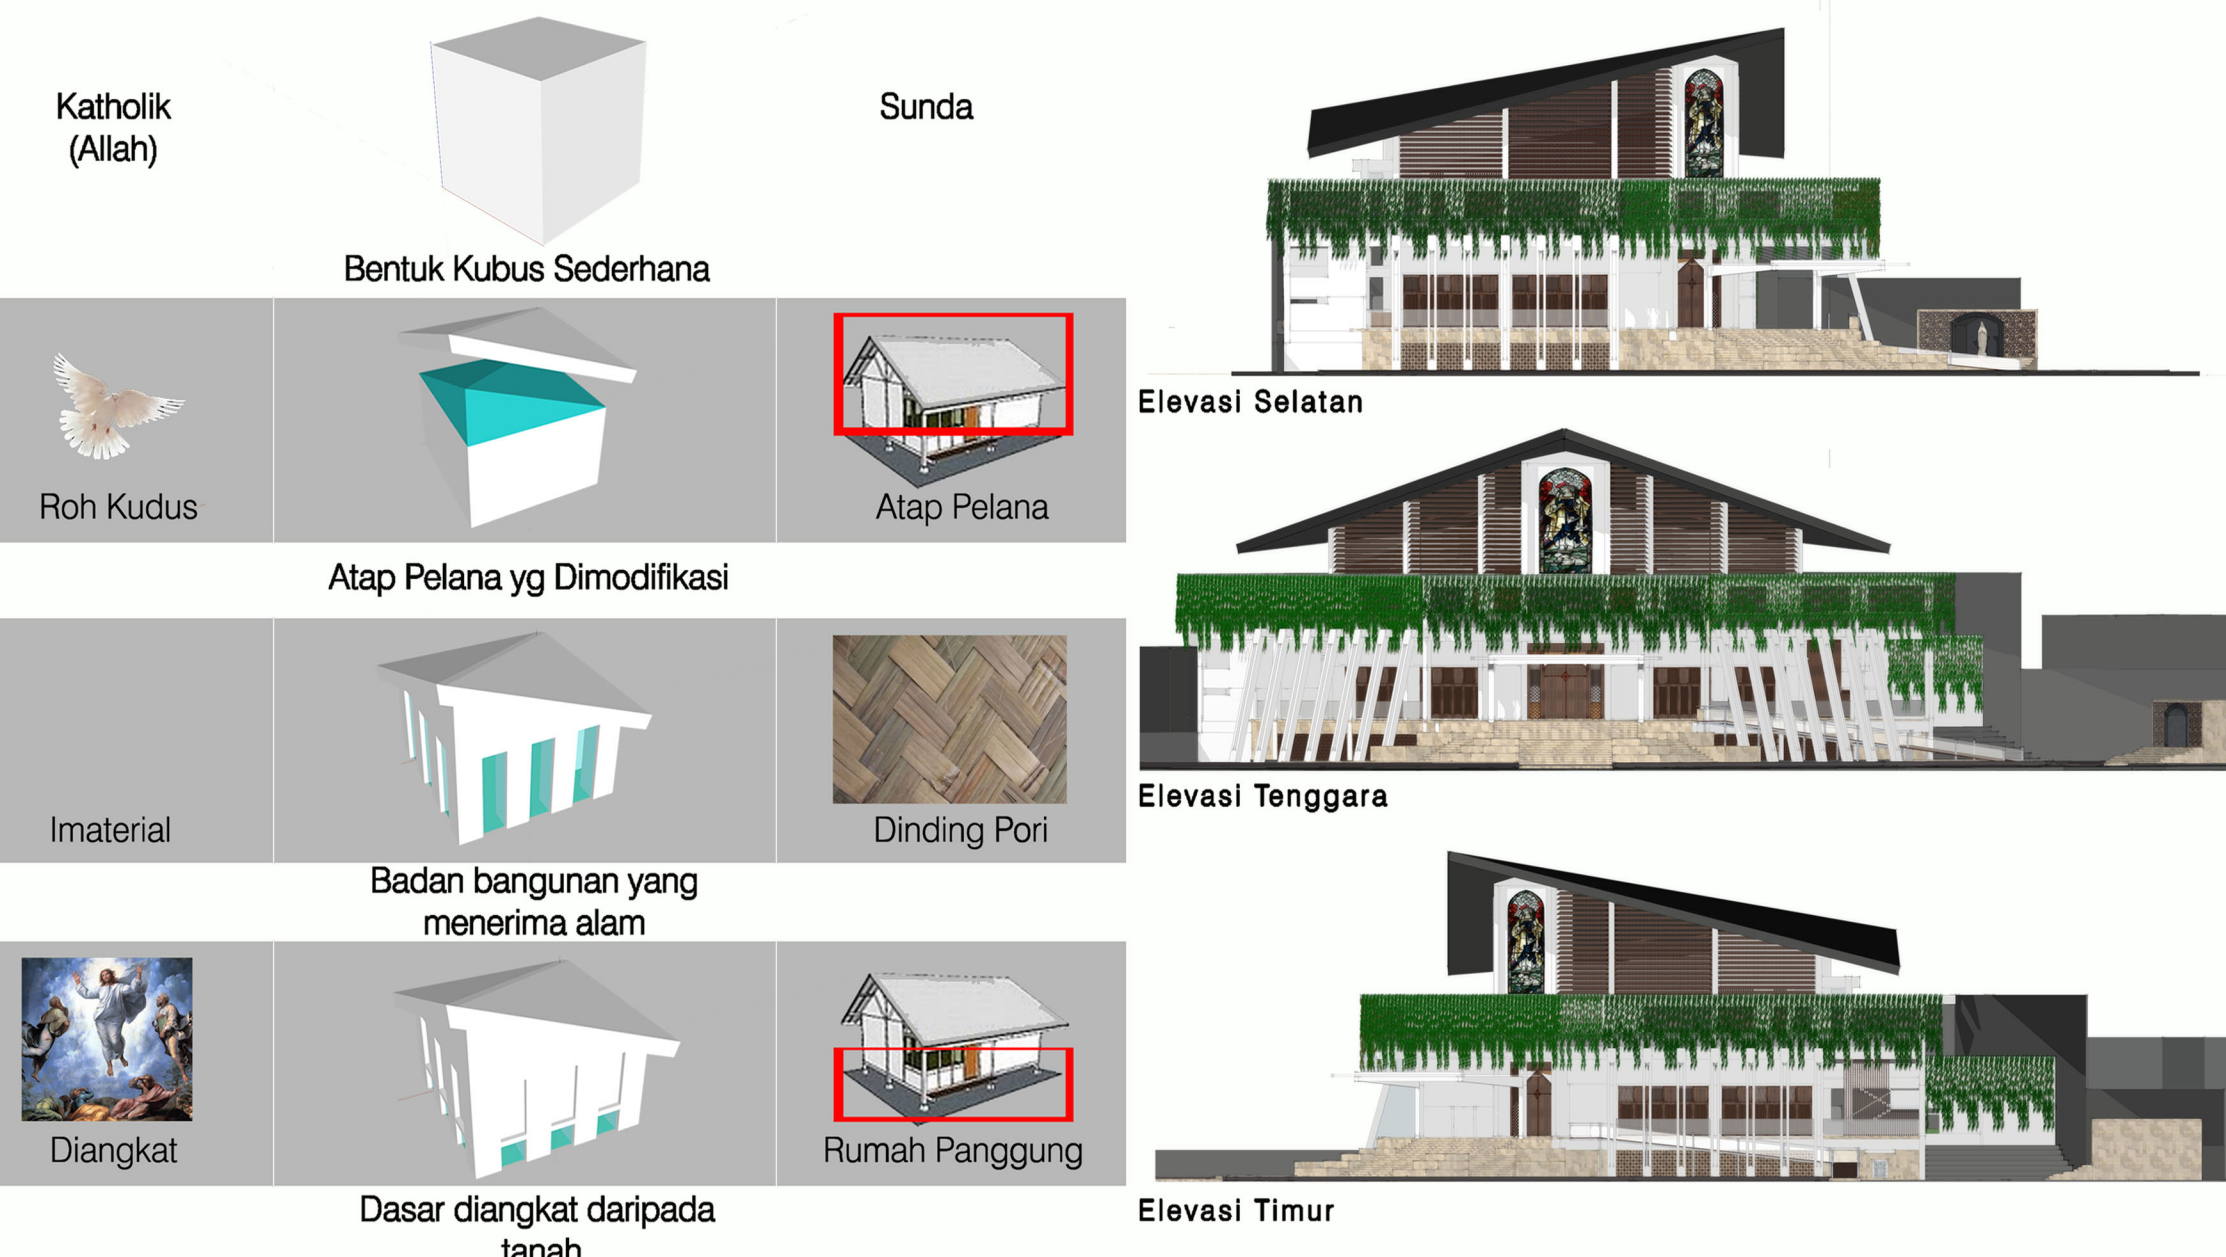 Katholik
(Allah)
Sunda
Bentuk Kubus Sederhana
Roh Kudus
Atap Pelana
Atap Pelana yg Dimodifikasi
Imaterial
Dinding Pori
Badan bangunan yang
menerima alam
Diangkat
Rumah Panggung
Dasar diangkat daripada
tanah
Elevasi Selatan
Elevasi Tenggara
Elevasi Timur